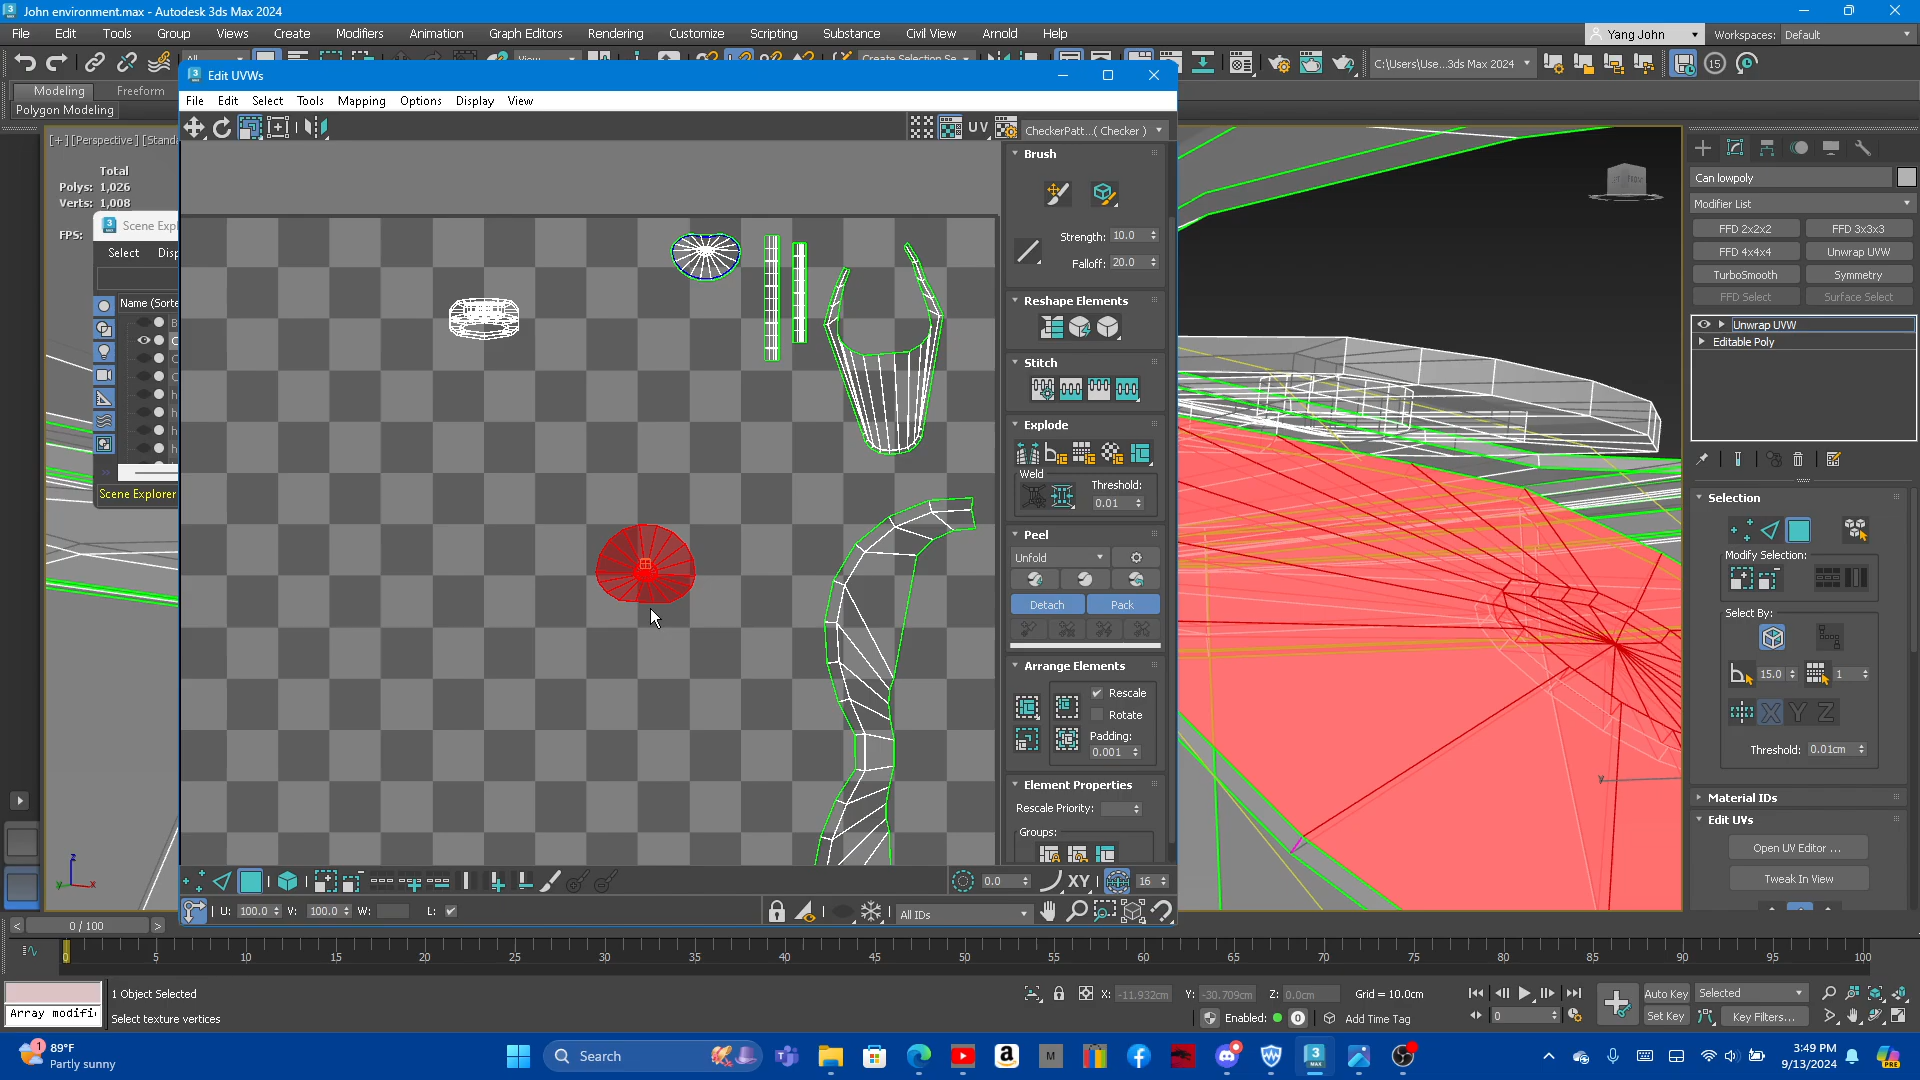 John environment.max - Autodesk 3ds Max 2024
File Edit Tools Group Views Create Modifiers Animation Graph Editors Rendering Customize Scripting Substance Civil View Arnold Help
Yang John
Workspaces: Default
C:\Users\Use...3ds Max 2024
15
Modeling Freeform
Polygon Modeling
[+] [Perspective] [Stand
Total
Polys: 1,026
Verts: 1,008
FPS:
Scene Expl
Select Disp
Name (Sorte
Scene Explorer
Edit UVWs
File Edit Select Tools Mapping Options Display View
UV
CheckerPatt...( Checker )
Brush
Strength: 10.0
Falloff: 20.0
Reshape Elements
Stitch
Explode
Weld
Threshold:
0.01
Peel
Unfold
Detach Pack
Arrange Elements
Rescale
Rotate
Padding:
0.001
Element Properties
Rescale Priority:
Groups:
0.0 XY 16
U: 100.0 V: 100.0 W: L:
All IDs
Can lowpoly
Modifier List
FFD 2x2x2 FFD 3x3x3
FFD 4x4x4 Unwrap UVW
TurboSmooth Symmetry
FFD Select Surface Select
Unwrap UVW
Editable Poly
Selection
Modify Selection:
Select By:
15.0 1
X Y Z
Threshold: 0.01cm
Material IDs
Edit UVs
Open UV Editor ...
Tweak In View
0 / 100
0 5 10 15 20 25 30 35 40 45 50 55 60 65 70 75 80 85 90 95 100
1 Object Selected
Select texture vertices
Array modifi
X: -11.932cm Y: -30.709cm Z: 0.0cm Grid = 10.0cm
Enabled: 0 Add Time Tag
Auto Key Selected
Set Key Key Filters...
0
89°F
Partly sunny
Search
3:49 PM
9/13/2024